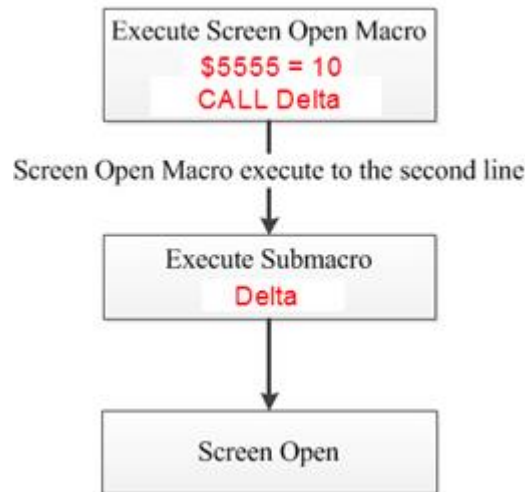 Execute Screen Open Macro
$5555 = 10
CALL Delta
Screen Open Macro execute to the second line
Execute Submacro
Delta
Screen Open